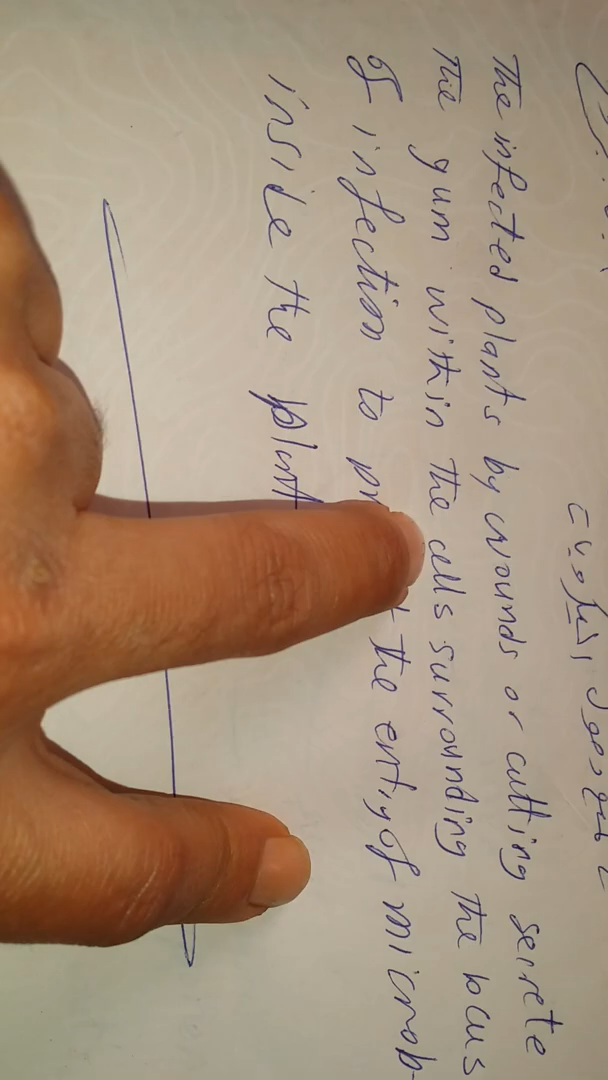 The infected plants by wounds or cutting secrete
The gum within the cells surrounding the locus
of infection to the entry of microb
inside the plant